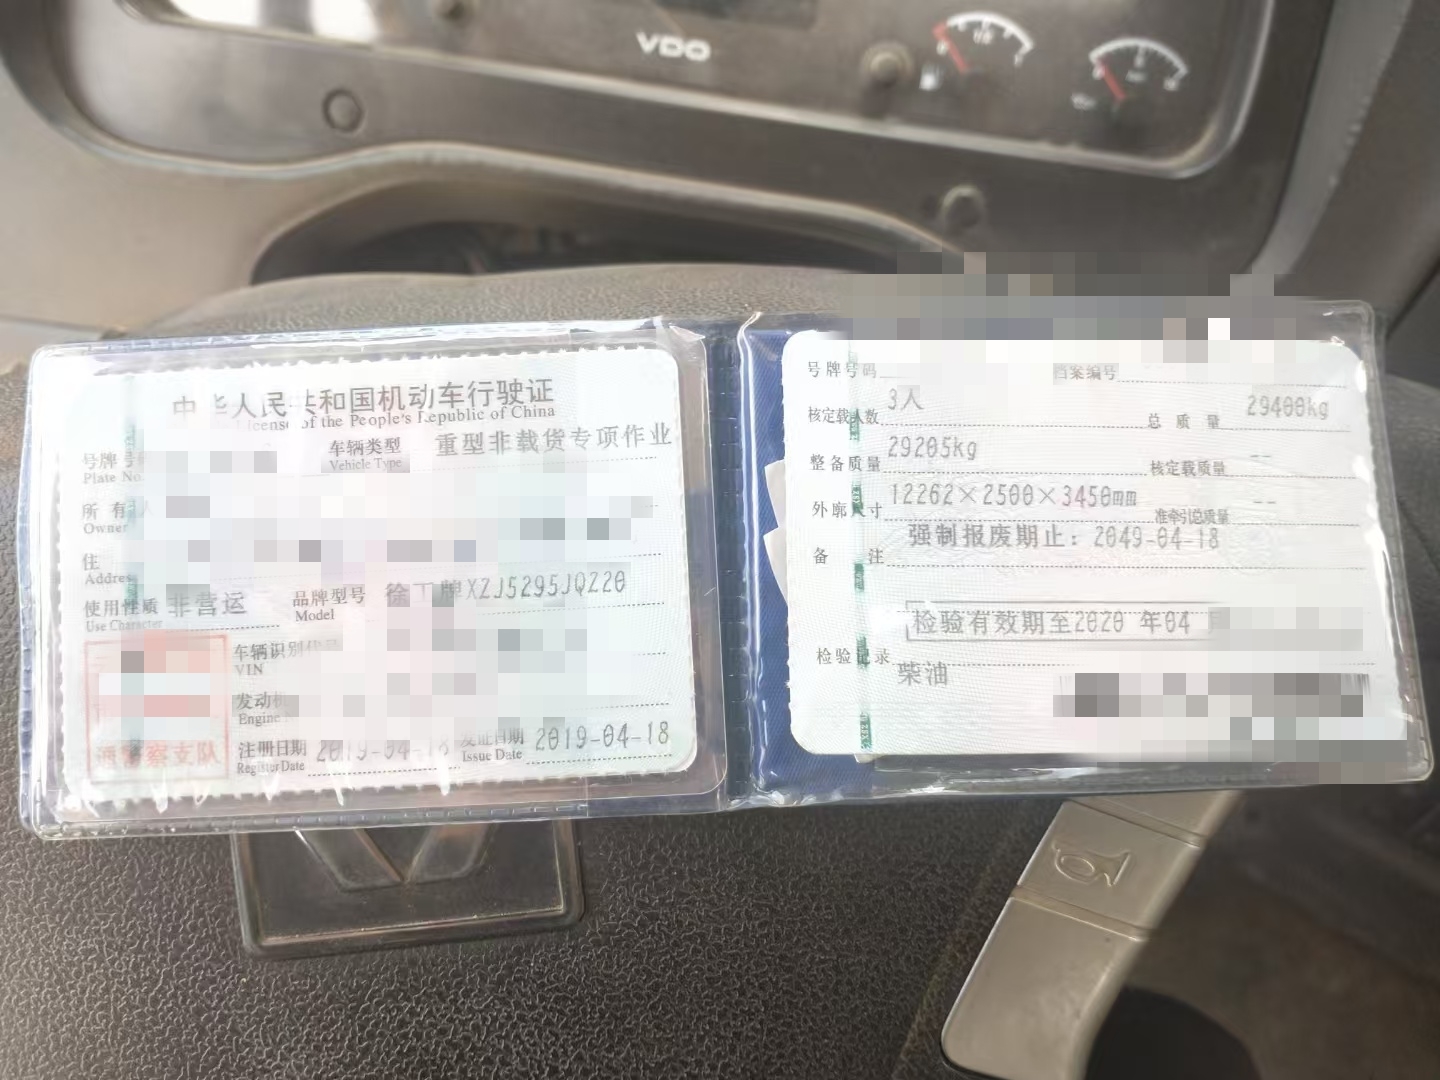 VDO
中华人民共和国机动车行驶证
License of the People's Republic of China
号牌号
Plate No.
车辆类型
Vehicle Type
重型非载货专项作业
所有人
Owner
住
Address
使用性质 非营运
Use Character
品牌型号 徐工牌XZJ5295JQZ20
Model
车辆识别代号
VIN
发动机
Engine
注册日期 2019-04-18
Register Date
发证日期 2019-04-18
Issue Date
通警察支队
号牌号码
档案编号
核定载人数 3人
总质量 29400kg
整备质量 29205kg
核定载质量 --
外廓尺寸 12262×2500×3450mm
准牵引总质量 --
备注 强制报废期止：2049-04-18
检验有效期至2020 年04
检验记录
柴油